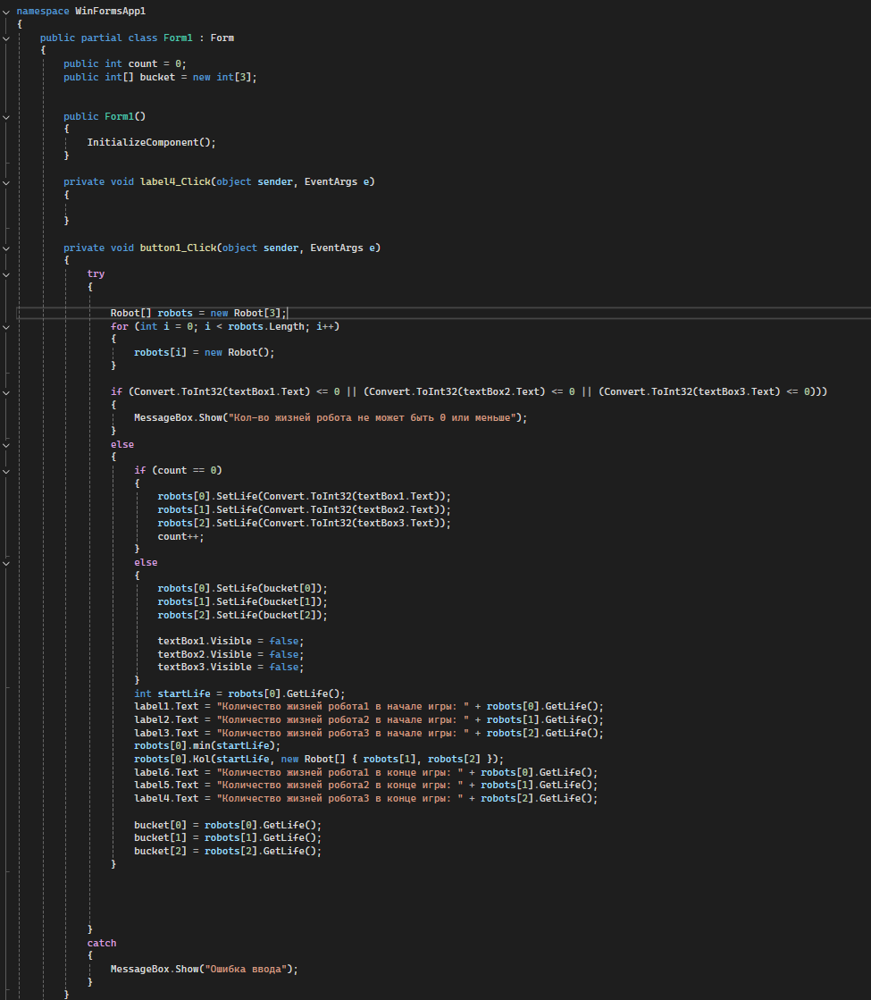 namespace WinFormsApp1
{
public partial class Form1 : Form
{
public int count = 0;
public int[] bucket = new int[3];
public Form1()
{
InitializeComponent();
}
private void label4_Click(object sender, EventArgs e)
{
}
private void button1_Click(object sender, EventArgs e)
{
try
{
Robot[] robots = new Robot[3];
for (int i = 0; i < robots.Length; i++)
{
robots[i] = new Robot();
}
if (Convert.ToInt32(textBox1.Text) <= 0 || (Convert.ToInt32(textBox2.Text) <= 0 || (Convert.ToInt32(textBox3.Text) <= 0)))
{
MessageBox.Show("Кол-во жизней робота не может быть 0 или меньше");
}
else
{
if (count == 0)
{
robots[0].SetLife(Convert.ToInt32(textBox1.Text));
robots[1].SetLife(Convert.ToInt32(textBox2.Text));
robots[2].SetLife(Convert.ToInt32(textBox3.Text));
count++;
}
else
{
robots[0].SetLife(bucket[0]);
robots[1].SetLife(bucket[1]);
robots[2].SetLife(bucket[2]);
textBox1.Visible = false;
textBox2.Visible = false;
textBox3.Visible = false;
}
int startLife = robots[0].GetLife();
label1.Text = "Количество жизней робота1 в начале игры: " + robots[0].GetLife();
label2.Text = "Количество жизней робота2 в начале игры: " + robots[1].GetLife();
label3.Text = "Количество жизней робота3 в начале игры: " + robots[2].GetLife();
robots[0].min(startLife);
robots[0].Kol(startLife, new Robot[] { robots[1], robots[2] });
label6.Text = "Количество жизней робота1 в конце игры: " + robots[0].GetLife();
label5.Text = "Количество жизней робота2 в конце игры: " + robots[1].GetLife();
label4.Text = "Количество жизней робота3 в конце игры: " + robots[2].GetLife();
bucket[0] = robots[0].GetLife();
bucket[1] = robots[1].GetLife();
bucket[2] = robots[2].GetLife();
}
}
catch
{
MessageBox.Show("Ошибка ввода");
}
}